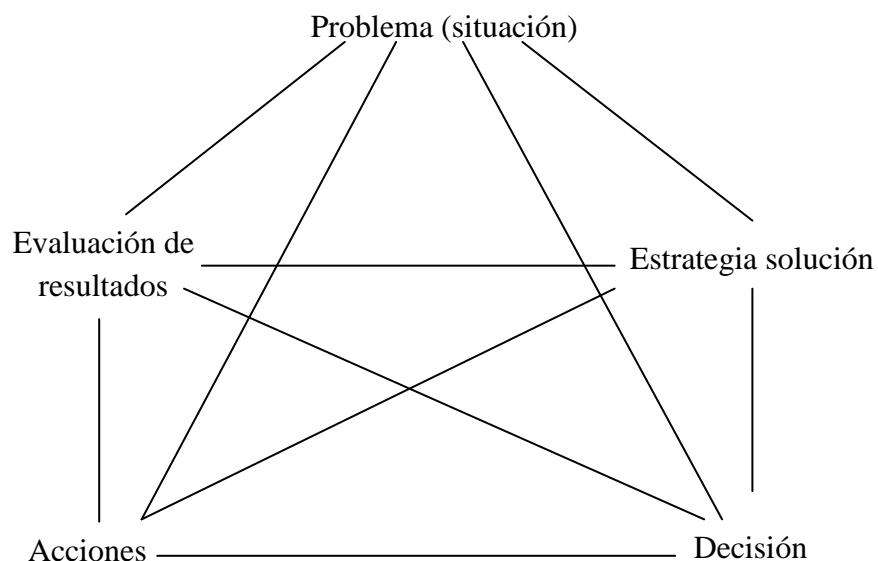 Problema (situación)
Evaluación de
resultados
Estrategia solución
Acciones
Decisión